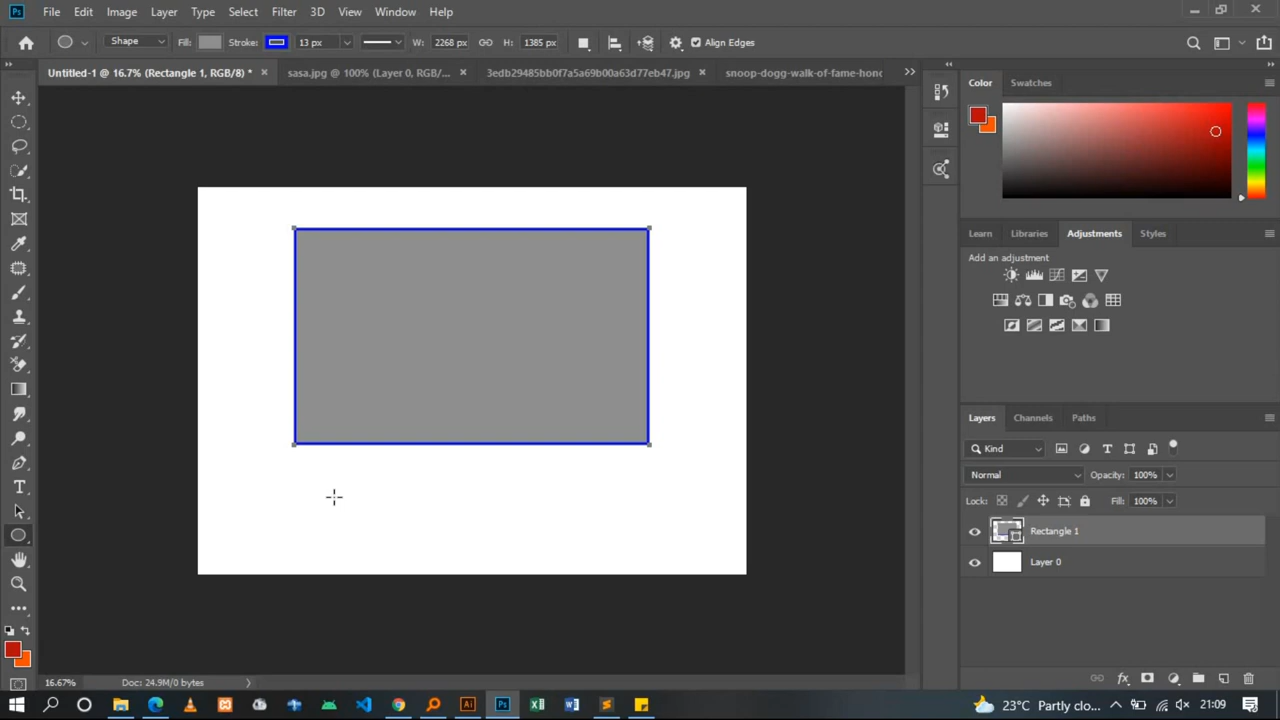 Ps File Edit Image Layer Type Select Filter 3D View Window Help
Shape Fill: Stroke: 13 px W: 2268 px H: 1385 px Align Edges
Untitled-1 @ 16.7% (Rectangle 1, RGB/8) * sasa.jpg @ 100% (Layer 0, RGB/... 3edb29485bb0f7a5a69b00a63d77eb47.jpg snoop-dogg-walk-of-fame-hono
Color Swatches
Learn Libraries Adjustments Styles
Add an adjustment
Layers Channels Paths
Kind
Normal Opacity: 100%
Lock: Fill: 100%
Rectangle 1
Layer 0
16.67% Doc: 24.9M/0 bytes
23°C Partly clo... 21:09